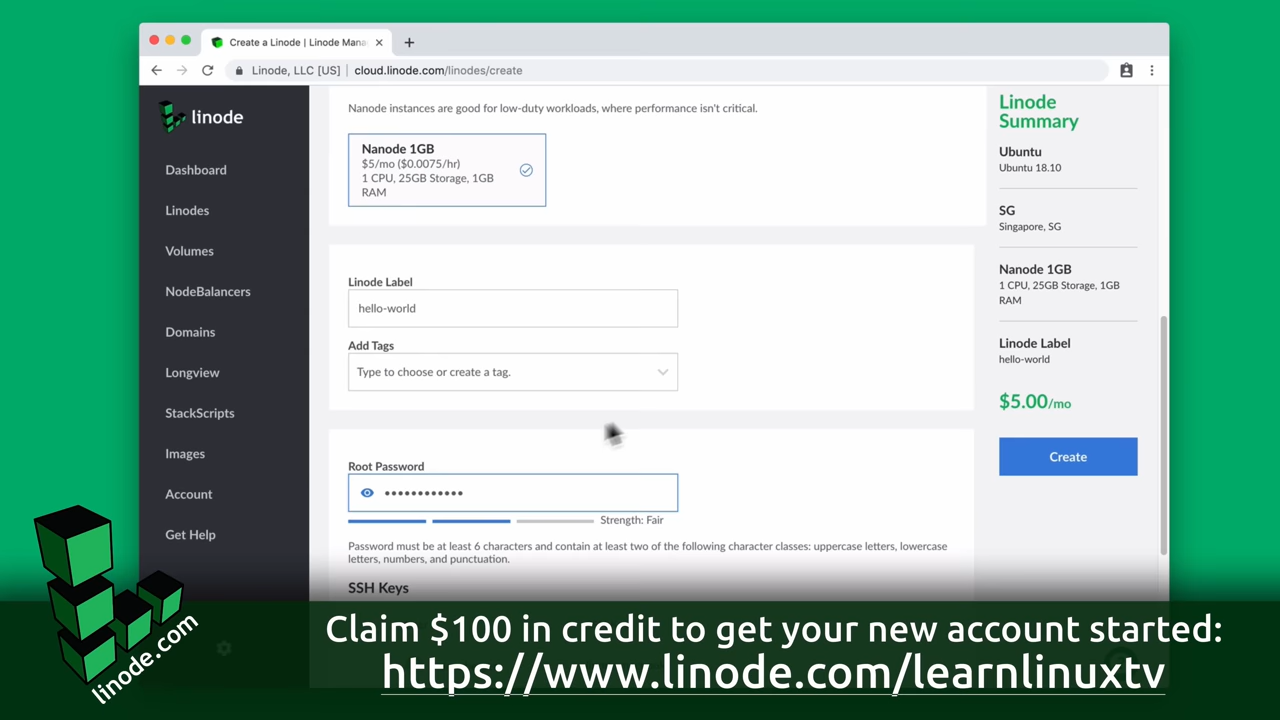 Create a Linode | Linode Mana
Linode, LLC [US] | cloud.linode.com/linodes/create
linode
Dashboard
Linodes
Volumes
NodeBalancers
Domains
Longview
StackScripts
Images
Account
Get Help
Nanode instances are good for low-duty workloads, where performance isn't critical.
Nanode 1GB
$5/mo ($0.0075/hr)
1 CPU, 25GB Storage, 1GB
RAM
Linode Label
hello-world
Add Tags
Type to choose or create a tag.
Root Password
••••••••••••
Strength: Fair
Password must be at least 6 characters and contain at least two of the following character classes: uppercase letters, lowercase
letters, numbers, and punctuation.
SSH Keys
Linode
Summary
Ubuntu
Ubuntu 18.10
SG
Singapore, SG
Nanode 1GB
1 CPU, 25GB Storage, 1GB
RAM
Linode Label
hello-world
$5.00/mo
Create
linode.com
Claim $100 in credit to get your new account started:
https://www.linode.com/learnlinuxtv